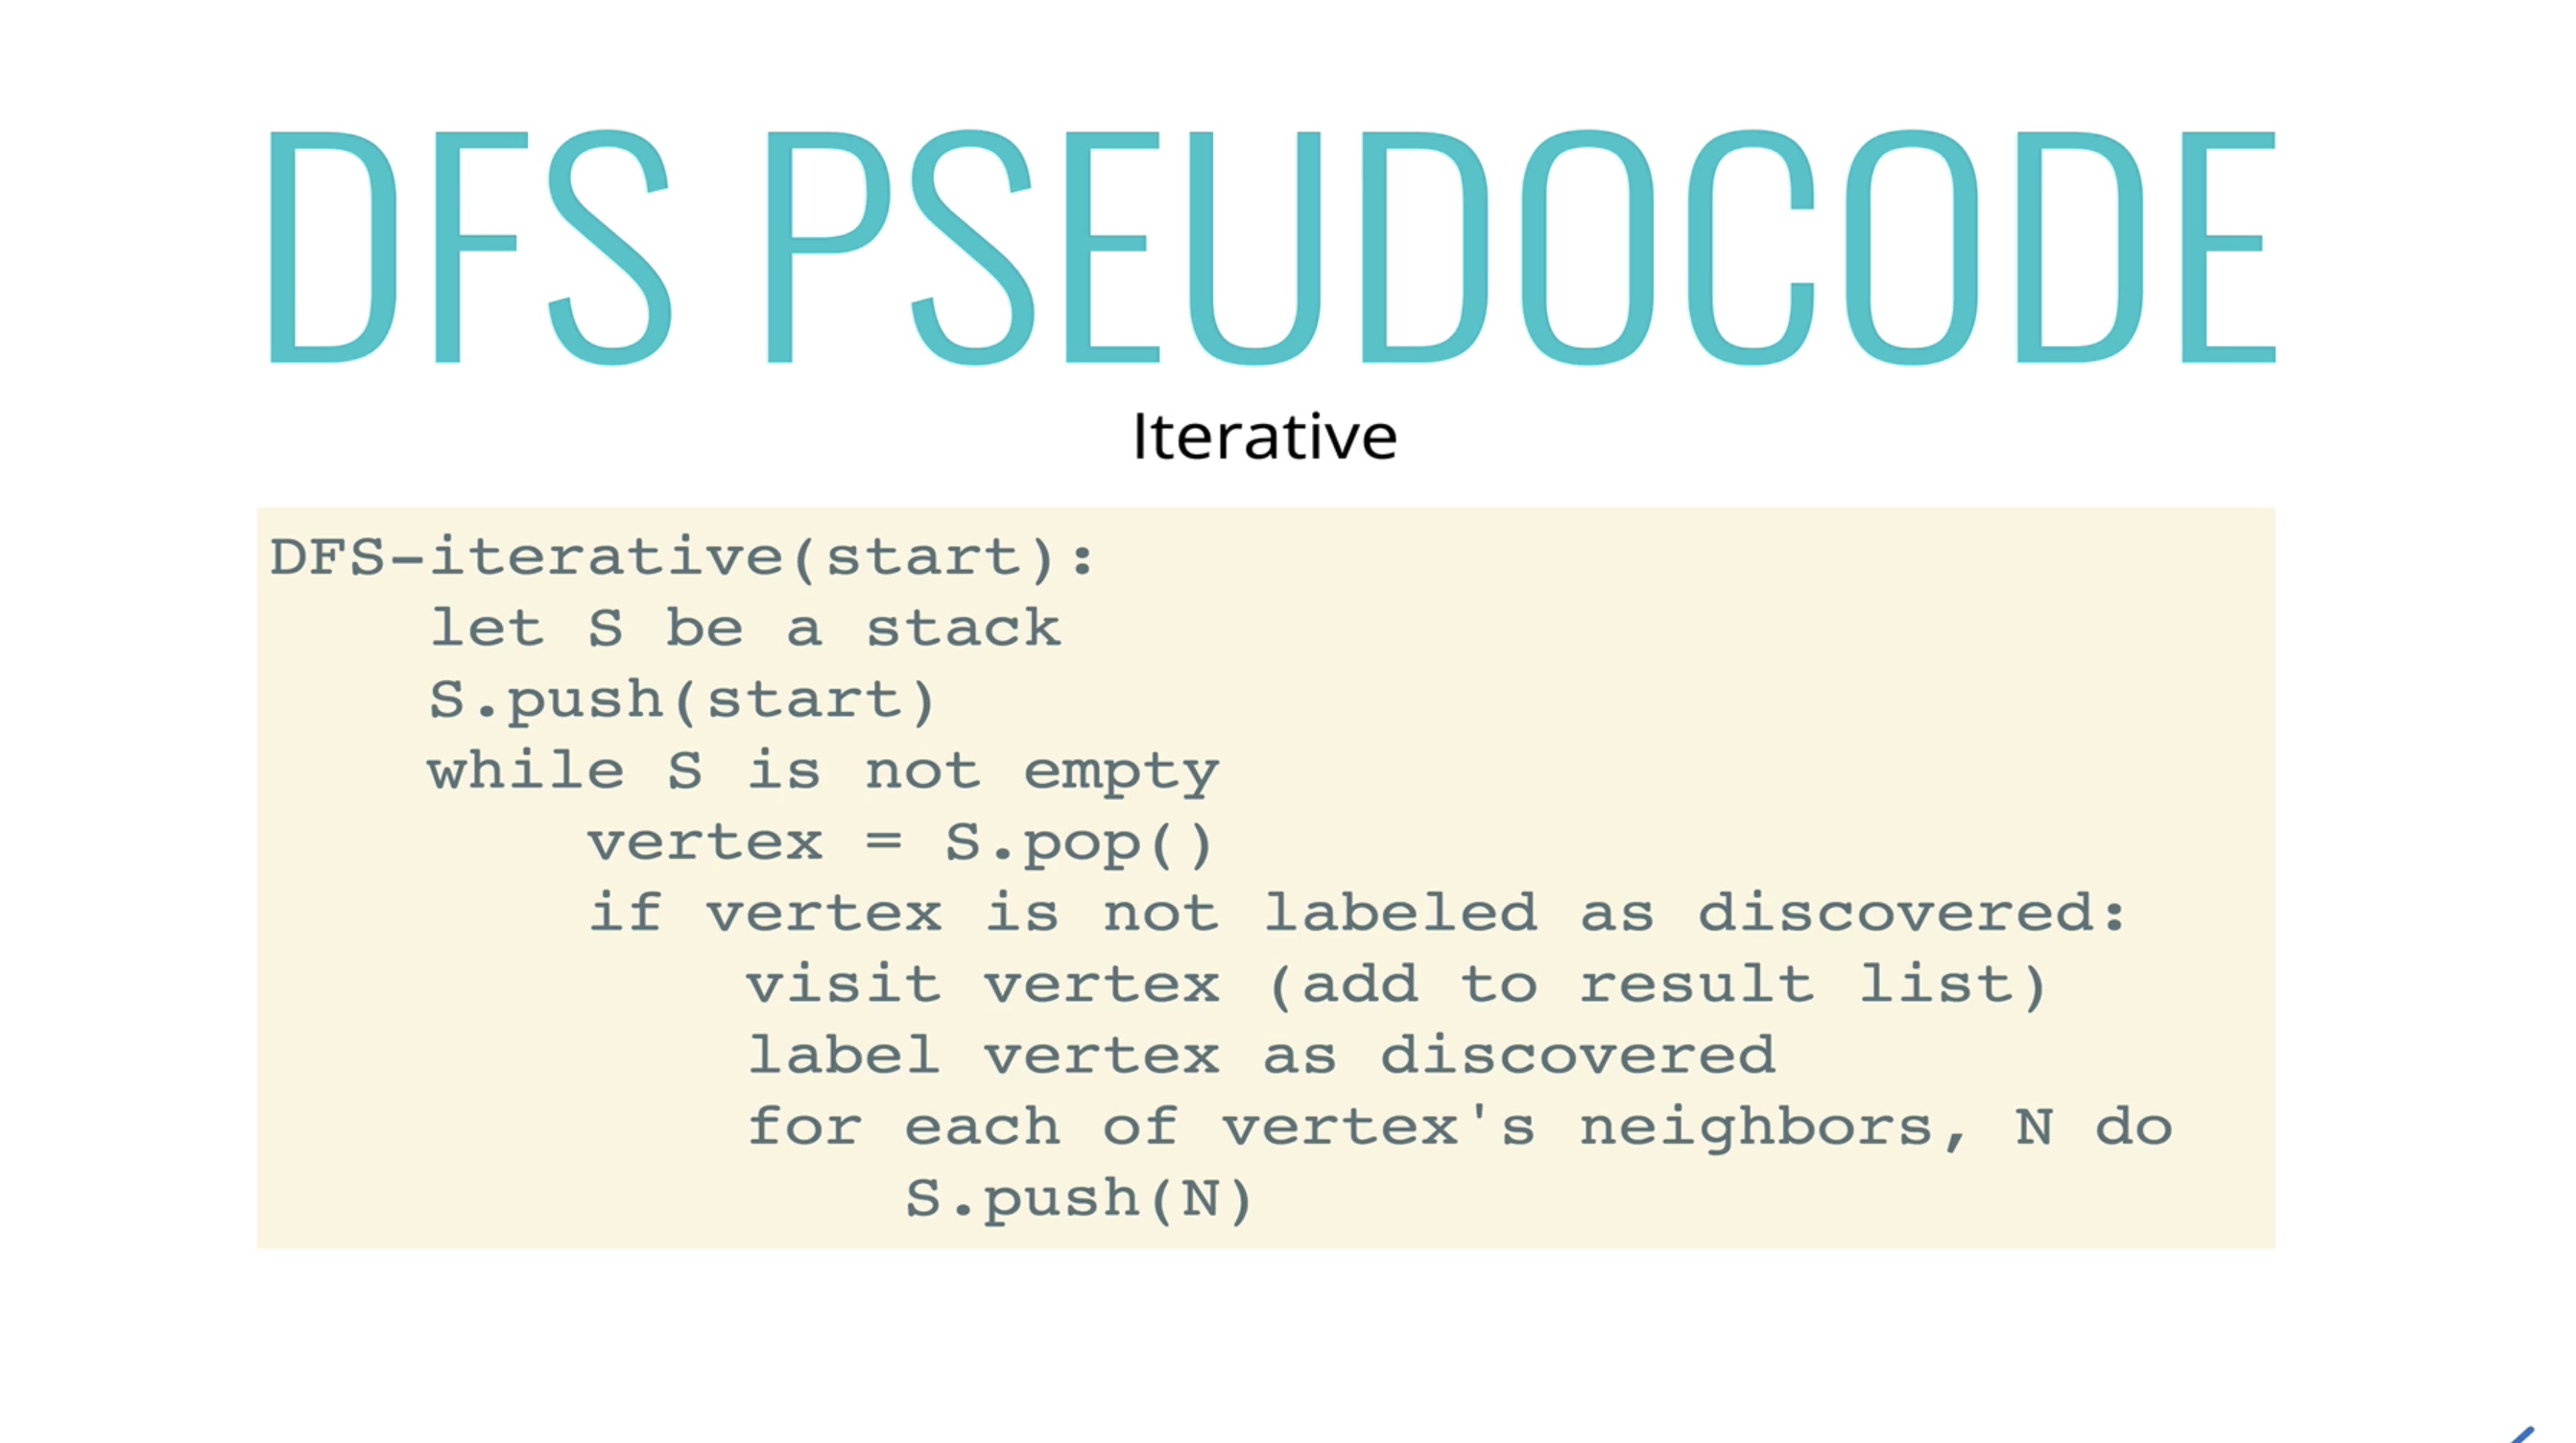 DFS PSEUDOCODE
Iterative
DFS-iterative(start):
    let S be a stack
    S.push(start)
    while S is not empty
        vertex = S.pop()
        if vertex is not labeled as discovered:
            visit vertex (add to result list)
            label vertex as discovered
            for each of vertex's neighbors, N do
                S.push(N)